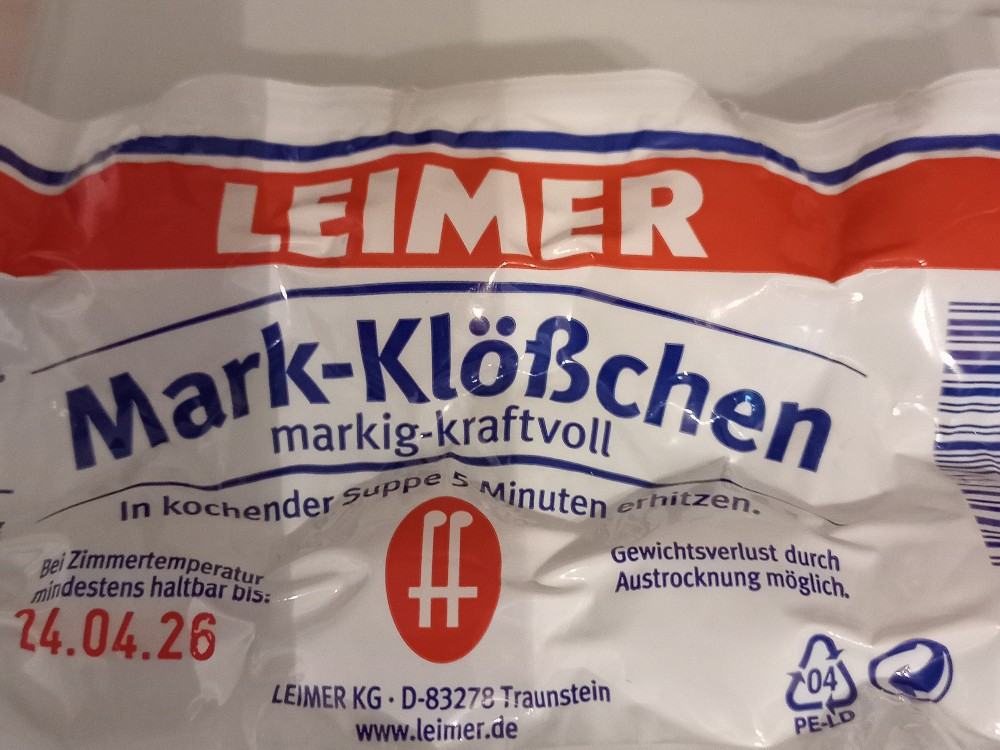 LEIMER
Mark-Klößchen
markig-kraftvoll
In kochender Suppe 5 Minuten erhitzen.
Bei Zimmertemperatur
mindestens haltbar bis:
24.04.26
Gewichtsverlust durch
Austrocknung möglich.
LEIMER KG · D-83278 Traunstein
www.leimer.de
04
PE-LD